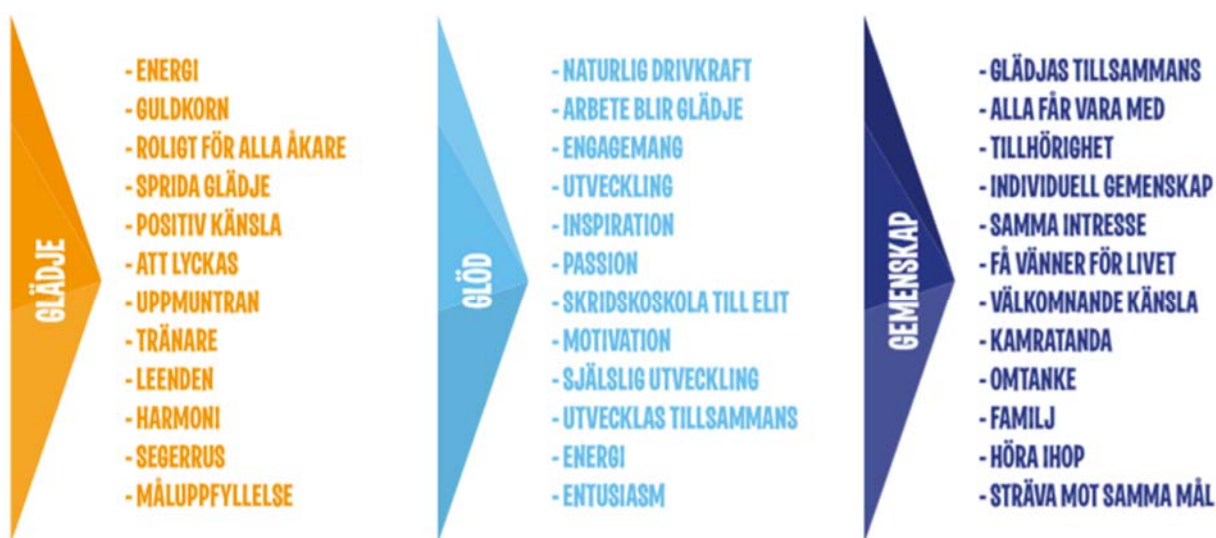 GLÄDJE
- ENERGI
- GULDKORN
- ROLIGT FÖR ALLA ÅKARE
- SPRIDA GLÄDJE
- POSITIV KÄNSLA
- ATT LYCKAS
- UPPMUNTRAN
- TRÄNARE
- LEENDEN
- HARMONI
- SEGERRUS
- MÅLUPPFYLLELSE
GLÖD
- NATURLIG DRIVKRAFT
- ARBETE BLIR GLÄDJE
- ENGAGEMANG
- UTVECKLING
- INSPIRATION
- PASSION
- SKRIDSKOSKOLA TILL ELIT
- MOTIVATION
- SJÄLSLIG UTVECKLING
- UTVECKLAS TILLSAMMANS
- ENERGI
- ENTUSIASM
GEMENSKAP
- GLÄDJAS TILLSAMMANS
- ALLA FÅR VARA MED
- TILLHÖRIGHET
- INDIVIDUELL GEMENSKAP
- SAMMA INTRESSE
- FÅ VÄNNER FÖR LIVET
- VÄLKOMNANDE KÄNSLA
- KAMRATANDA
- OMTANKE
- FAMILJ
- HÖRA IHOP
- STRÄVA MOT SAMMA MÅL